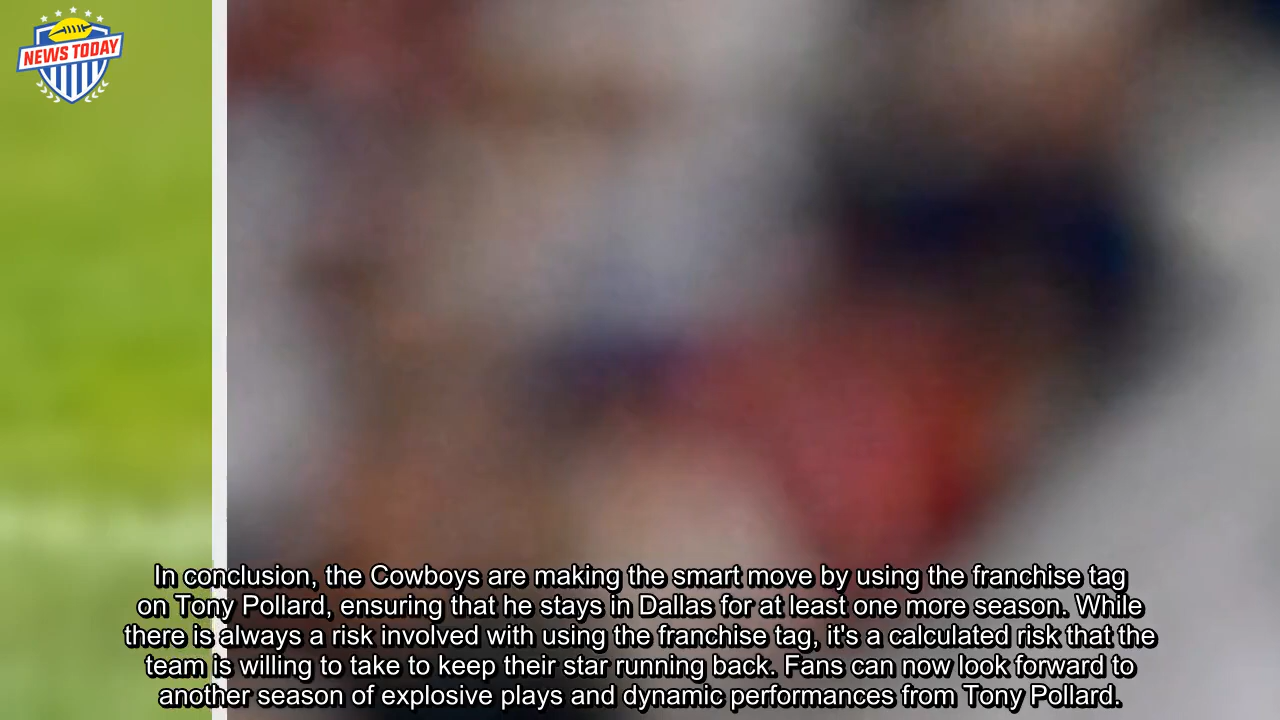 NEWS TODAY
In conclusion, the Cowboys are making the smart move by using the franchise tag
on Tony Pollard, ensuring that he stays in Dallas for at least one more season. While
there is always a risk involved with using the franchise tag, it's a calculated risk that the
team is willing to take to keep their star running back. Fans can now look forward to
another season of explosive plays and dynamic performances from Tony Pollard.